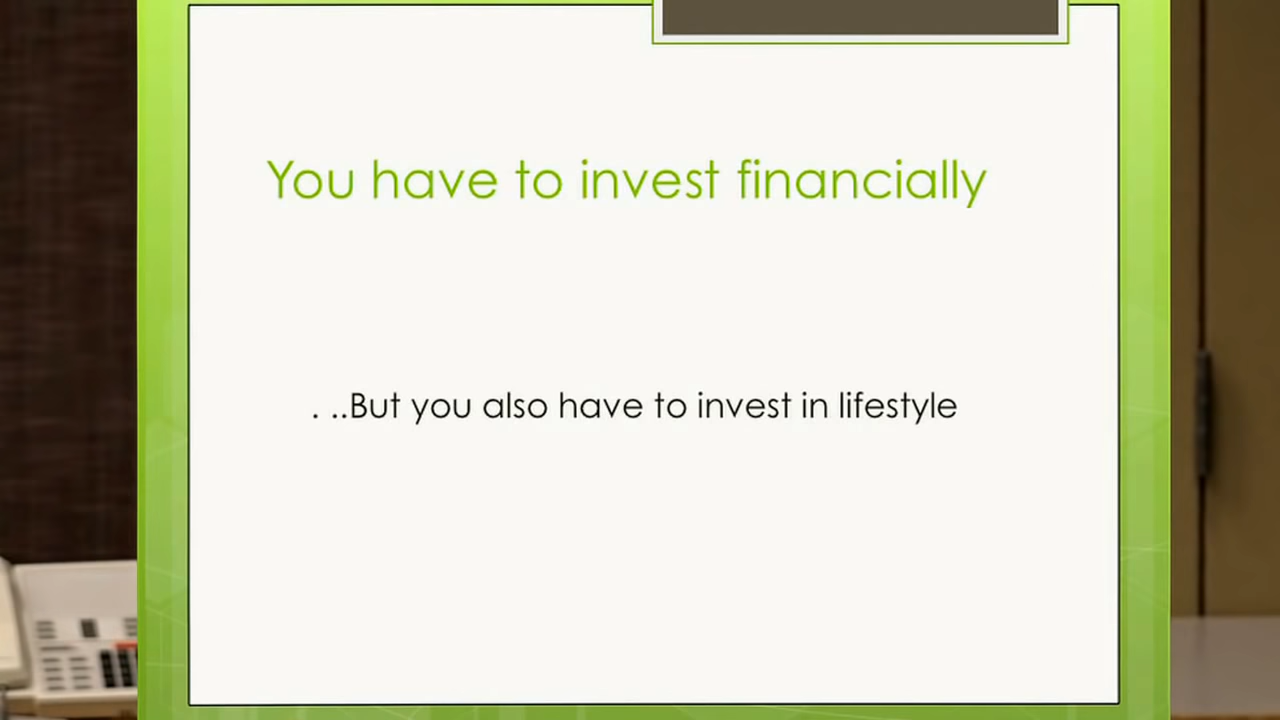 You have to invest financially
. ..But you also have to invest in lifestyle